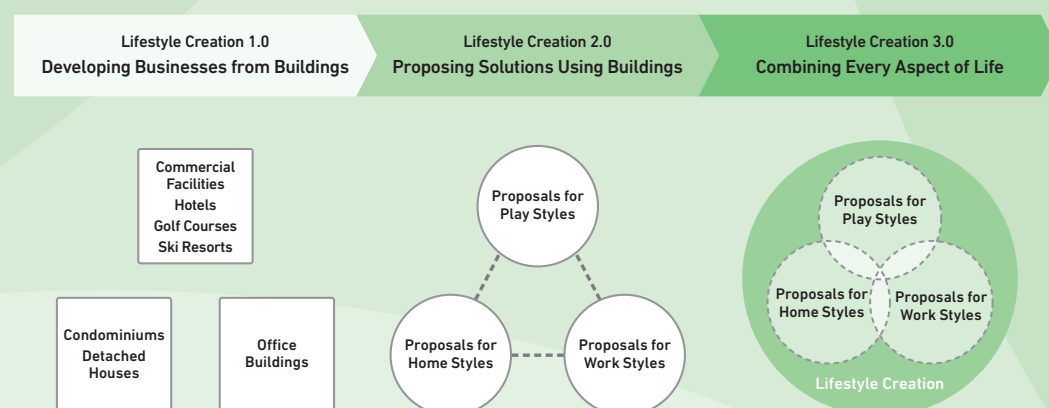 Lifestyle Creation 1.0
Developing Businesses from Buildings
Lifestyle Creation 2.0
Proposing Solutions Using Buildings
Lifestyle Creation 3.0
Combining Every Aspect of Life
Commercial
Facilities
Hotels
Golf Courses
Ski Resorts
Condominiums
Detached
Houses
Office
Buildings
Proposals for
Play Styles
Proposals for
Home Styles
Proposals for
Work Styles
Proposals for
Play Styles
Proposals for
Home Styles
Proposals for
Work Styles
Lifestyle Creation